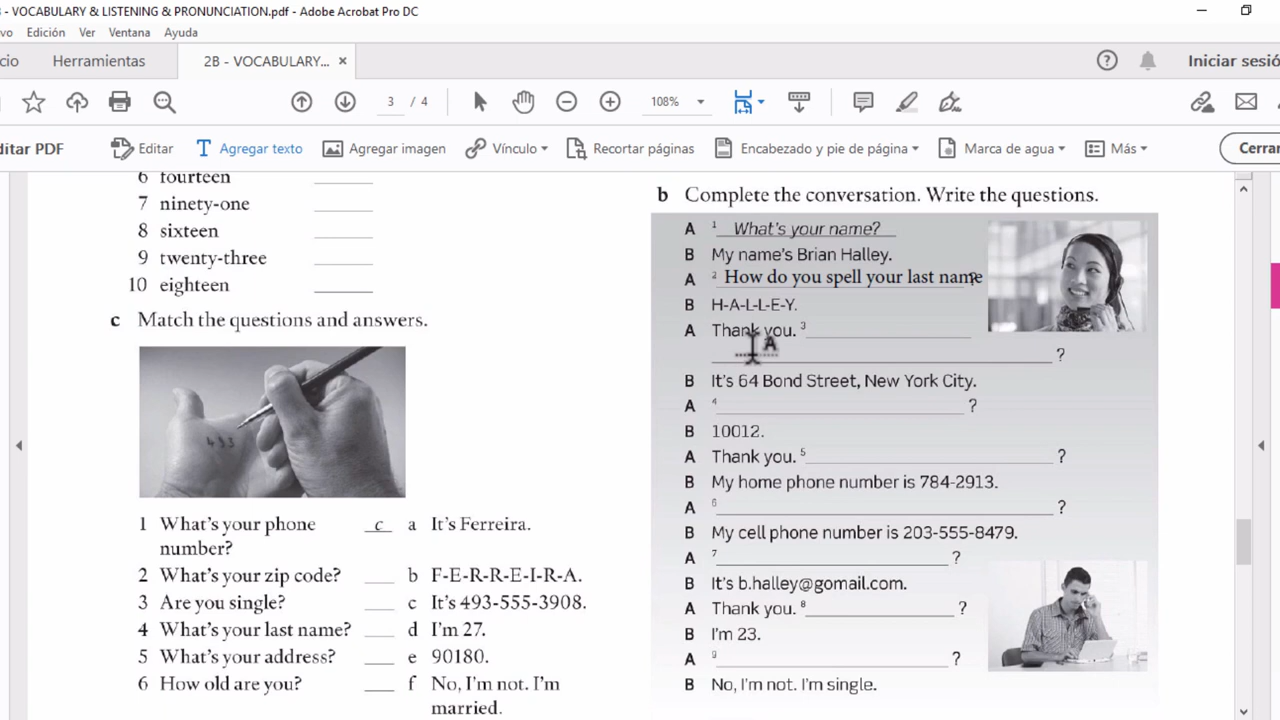 - VOCABULARY & LISTENING & PRONUNCIATION.pdf - Adobe Acrobat Pro DC
vo Edición Ver Ventana Ayuda
cio Herramientas 2B - VOCABULARY... × Iniciar sesió
3 / 4 108%
ditar PDF Editar Agregar texto Agregar imagen Vínculo Recortar páginas Encabezado y pie de página Marca de agua Más Cerrar
6 fourteen
7 ninety-one
8 sixteen
9 twenty-three
10 eighteen
c Match the questions and answers.
493
1 What's your phone number? c a It's Ferreira.
2 What's your zip code? b F-E-R-R-E-I-R-A.
3 Are you single? c It's 493-555-3908.
4 What's your last name? d I'm 27.
5 What's your address? e 90180.
6 How old are you? f No, I'm not. I'm
married.
b Complete the conversation. Write the questions.
A 1 What's your name?
B My name's Brian Halley.
A 2 How do you spell your last name ?
B H-A-L-L-E-Y.
A Thank you. 3
?
B It's 64 Bond Street, New York City.
A 4 ?
B 10012.
A Thank you. 5 ?
B My home phone number is 784-2913.
A 6 ?
B My cell phone number is 203-555-8479.
A 7 ?
B It's b.halley@gomail.com.
A Thank you. 8 ?
B I'm 23.
A 9 ?
B No, I'm not. I'm single.